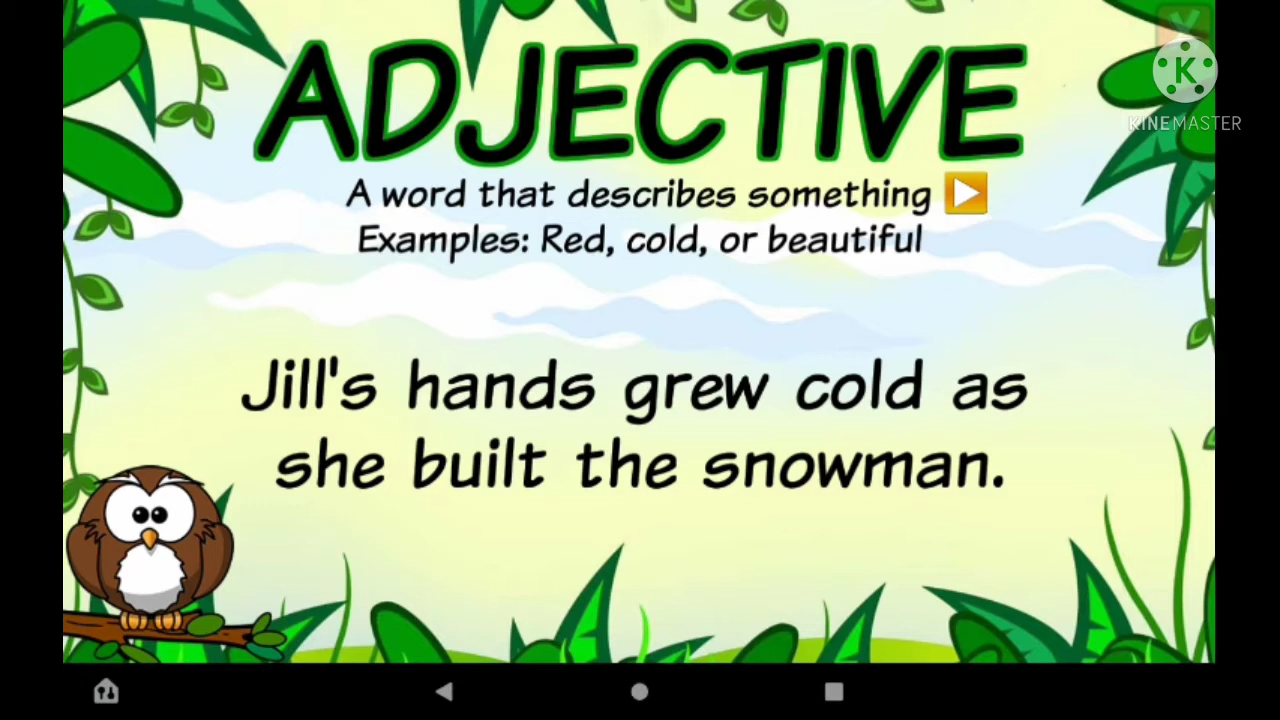 ADJECTIVE
A word that describes something
Examples: Red, cold, or beautiful
Jill's hands grew cold as
she built the snowman.
K
KINEMASTER